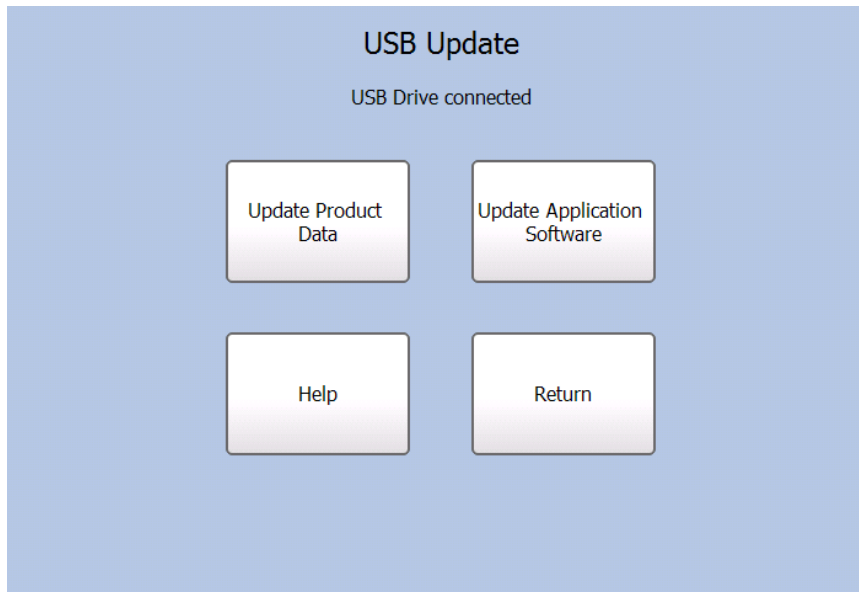 USB Update
USB Drive connected
Update Product
Data
Update Application
Software
Help
Return